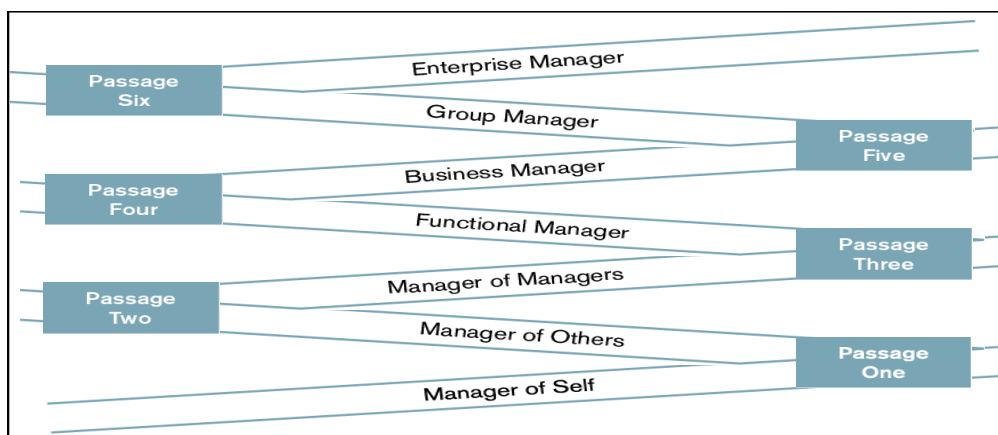 Enterprise Manager
Passage
Six
Group Manager
Passage
Five
Business Manager
Passage
Four
Functional Manager
Passage
Three
Manager of Managers
Passage
Two
Manager of Others
Passage
One
Manager of Self